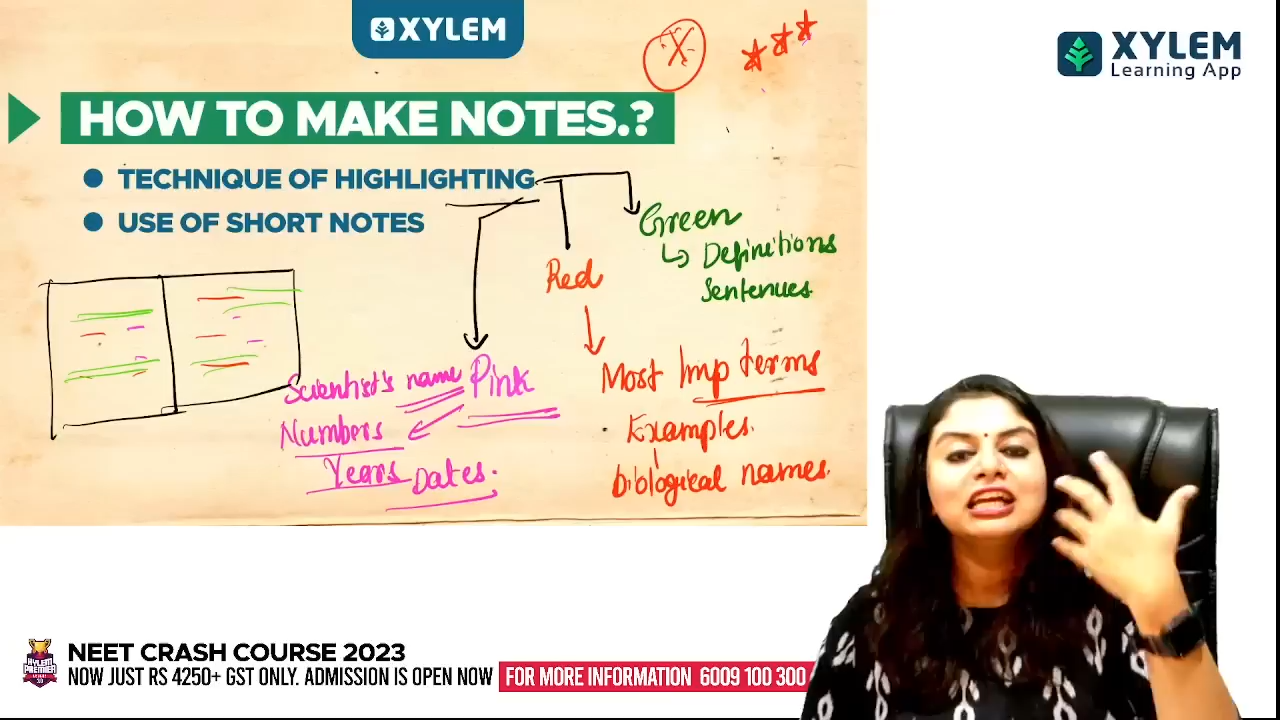 XYLEM
XYLEM
Learning App
HOW TO MAKE NOTES.?
TECHNIQUE OF HIGHLIGHTING
USE OF SHORT NOTES
Green
Definitions
Sentences
Red
Most Imp terms
Examples.
biological names.
Pink
Scientist's name
Numbers
Years Dates.
NEET CRASH COURSE 2023
NOW JUST RS 4250+ GST ONLY. ADMISSION IS OPEN NOW
FOR MORE INFORMATION 6009 100 300